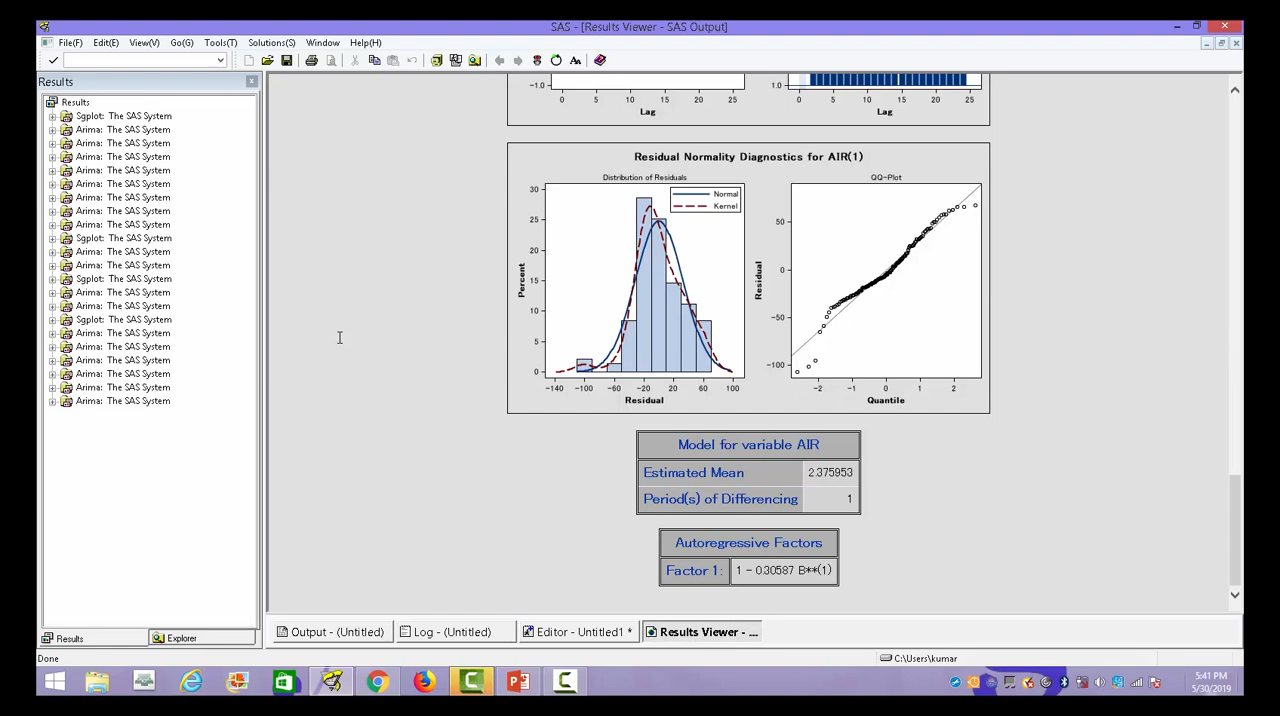 SAS - [Results Viewer - SAS Output]
File(F) Edit(E) View(V) Go(G) Tools(T) Solutions(S) Window Help(H)
Results
Results
Sgplot: The SAS System
Arima: The SAS System
Arima: The SAS System
Arima: The SAS System
Arima: The SAS System
Arima: The SAS System
Arima: The SAS System
Arima: The SAS System
Arima: The SAS System
Sgplot: The SAS System
Arima: The SAS System
Arima: The SAS System
Sgplot: The SAS System
Arima: The SAS System
Arima: The SAS System
Sgplot: The SAS System
Arima: The SAS System
Arima: The SAS System
Arima: The SAS System
Arima: The SAS System
Arima: The SAS System
Arima: The SAS System
Results Explorer
-1.0
0 5 10 15 20 25
Lag
1.0
0 5 10 15 20 25
Lag
Residual Normality Diagnostics for AIR(1)
Distribution of Residuals
Normal
Kernel
30
25
20
15
10
5
0
Percent
-140 -100 -60 -20 20 60 100
Residual
QQ-Plot
50
0
-50
-100
Residual
-2 -1 0 1 2
Quantile
Model for variable AIR
Estimated Mean 2.375953
Period(s) of Differencing 1
Autoregressive Factors
Factor 1: 1 - 0.30587 B**(1)
Output - (Untitled) Log - (Untitled) Editor - Untitled1 * Results Viewer - ...
Done C:\Users\kumar
5:41 PM
5/30/2019